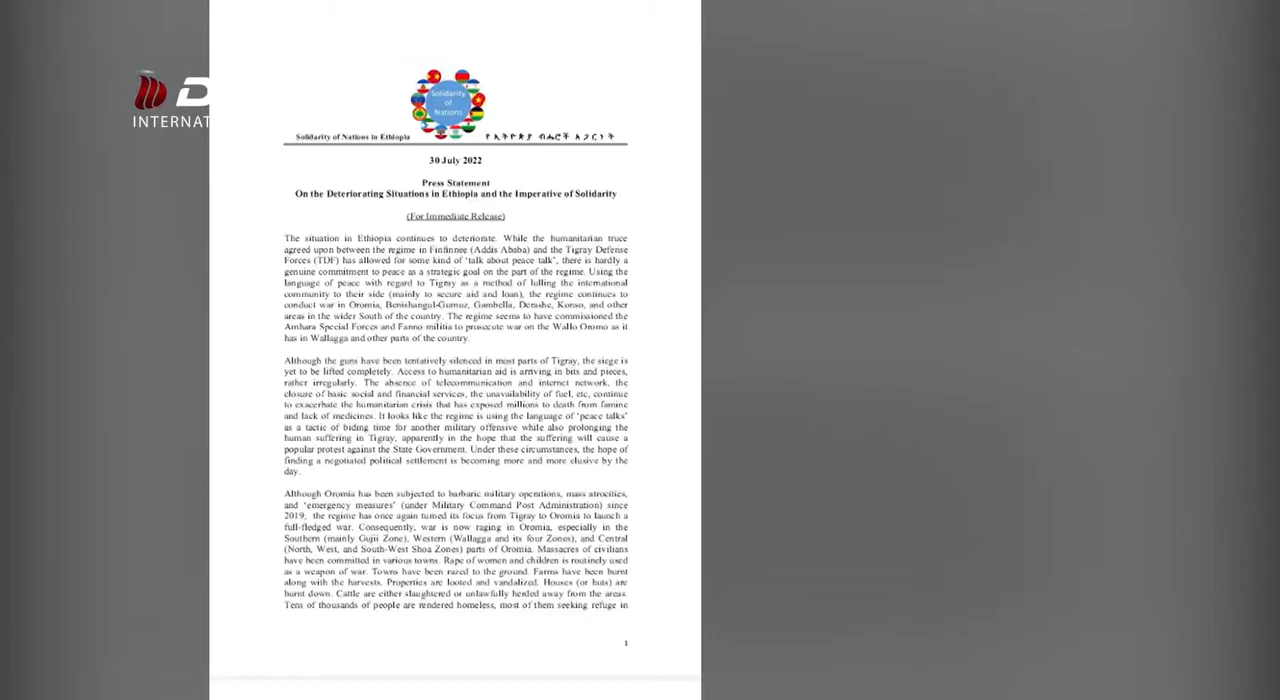 D
INTERNAT
Solidarity
of
Nations
Solidarity of Nations in Ethiopia
የኢትዮጵያ ብሔሮች አጋርነት
30 July 2022
Press Statement
On the Deteriorating Situations in Ethiopia and the Imperative of Solidarity
(For Immediate Release)
The situation in Ethiopia continues to deteriorate. While the humanitarian truce
agreed upon between the regime in Finfinnee (Addis Ababa) and the Tigray Defense
Forces (TDF) has allowed for some kind of 'talk about peace talk', there is hardly a
genuine commitment to peace as a strategic goal on the part of the regime. Using the
language of peace with regard to Tigray as a method of lulling the international
community to their side (mainly to secure aid and loan), the regime continues to
conduct war in Oromia, Benishangul-Gumuz, Gambella, Derashe, Konso, and other
areas in the wider South of the country. The regime seems to have commissioned the
Amhara Special Forces and Fanno militia to prosecute war on the Wallo Oromo as it
has in Wallagga and other parts of the country.
Although the guns have been tentatively silenced in most parts of Tigray, the siege is
yet to be lifted completely. Access to humanitarian aid is arriving in bits and pieces,
rather irregularly. The absence of telecommunication and internet network, the
closure of basic social and financial services, the unavailability of fuel, etc, continue
to exacerbate the humanitarian crisis that has exposed millions to death from famine
and lack of medicines. It looks like the regime is using the language of 'peace talks'
as a tactic of biding time for another military offensive while also prolonging the
human suffering in Tigray, apparently in the hope that the suffering will cause a
popular protest against the State Government. Under these circumstances, the hope of
finding a negotiated political settlement is becoming more and more elusive by the
day.
Although Oromia has been subjected to barbaric military operations, mass atrocities,
and 'emergency measures' (under Military Command Post Administration) since
2019, the regime has once again turned its focus from Tigray to Oromia to launch a
full-fledged war. Consequently, war is now raging in Oromia, especially in the
Southern (mainly Gujii Zone), Western (Wallagga and its four Zones), and Central
(North, West, and South-West Shoa Zones) parts of Oromia. Massacres of civilians
have been committed in various towns. Rape of women and children is routinely used
as a weapon of war. Towns have been razed to the ground. Farms have been burnt
along with the harvests. Properties are looted and vandalized. Houses (or huts) are
burnt down. Cattle are either slaughtered or unlawfully herded away from the areas.
Tens of thousands of people are rendered homeless, most of them seeking refuge in
1